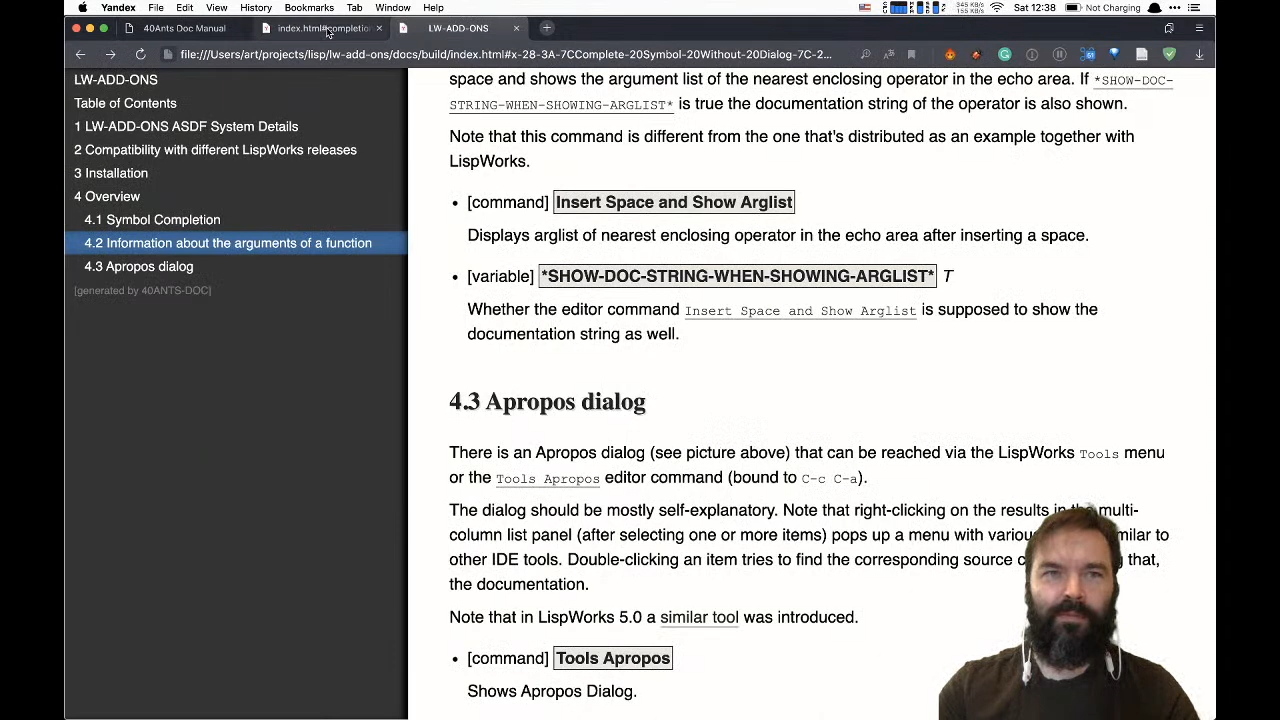 Yandex File Edit View History Bookmarks Tab Window Help
345 KB/s
155 KB/s
Sat 12:38
Not Charging
40Ants Doc Manual
index.html#completion
LW-ADD-ONS
file:///Users/art/projects/lisp/lw-add-ons/docs/build/index.html#x-28-3A-7CComplete-20Symbol-20Without-20Dialog-7C-2...
LW-ADD-ONS
Table of Contents
1 LW-ADD-ONS ASDF System Details
2 Compatibility with different LispWorks releases
3 Installation
4 Overview
4.1 Symbol Completion
4.2 Information about the arguments of a function
4.3 Apropos dialog
[generated by 40ANTS-DOC]
space and shows the argument list of the nearest enclosing operator in the echo area. If *SHOW-DOC-
STRING-WHEN-SHOWING-ARGLIST* is true the documentation string of the operator is also shown.
Note that this command is different from the one that's distributed as an example together with
LispWorks.
• [command] Insert Space and Show Arglist
Displays arglist of nearest enclosing operator in the echo area after inserting a space.
• [variable] *SHOW-DOC-STRING-WHEN-SHOWING-ARGLIST* T
Whether the editor command Insert Space and Show Arglist is supposed to show the
documentation string as well.
4.3 Apropos dialog
There is an Apropos dialog (see picture above) that can be reached via the LispWorks Tools menu
or the Tools Apropos editor command (bound to C-c C-a).
The dialog should be mostly self-explanatory. Note that right-clicking on the results in the multi-
column list panel (after selecting one or more items) pops up a menu with
other IDE tools. Double-clicking an item tries to find the corresponding source that,
the documentation.
Note that in LispWorks 5.0 a similar tool was introduced.
• [command] Tools Apropos
Shows Apropos Dialog.